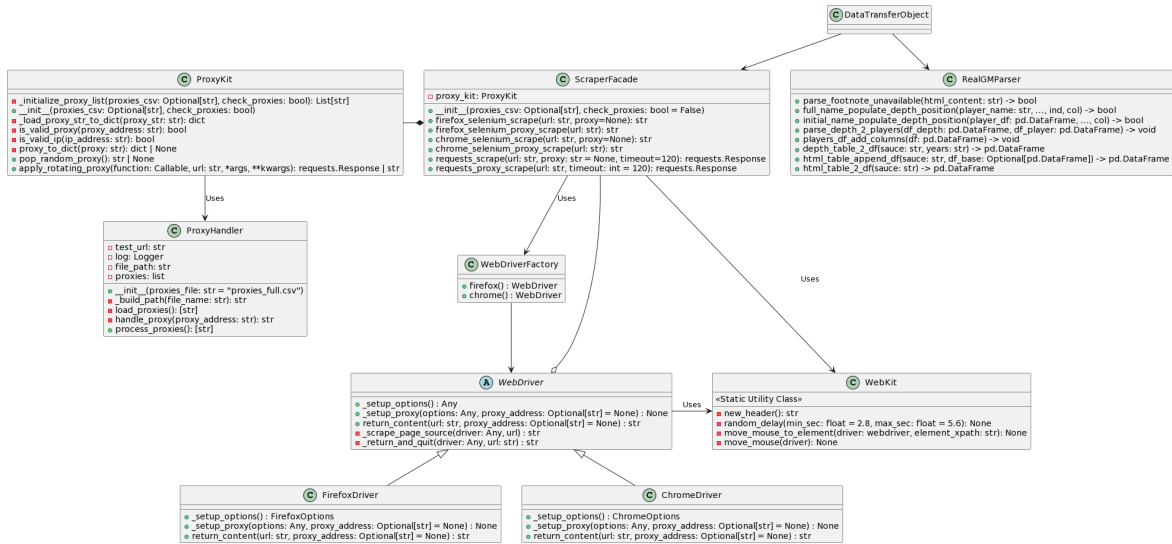 C DataTransferObject
C ProxyKit
_initialize_proxy_list(proxies_csv: Optional[str], check_proxies: bool): List[str]
__init__(proxies_csv: Optional[str], check_proxies: bool)
_load_proxy_str_to_dict(proxy_str: str): dict
is_valid_proxy(proxy_address: str): bool
is_valid_ip(ip_address: str): bool
proxy_to_dict(proxy: str): dict | None
pop_random_proxy(): str | None
apply_rotating_proxy(function: Callable, url: str, *args, **kwargs): requests.Response | str
C ScraperFacade
proxy_kit: ProxyKit
__init__(proxies_csv: Optional[str], check_proxies: bool = False)
firefox_selenium_scrape(url: str, proxy=None): str
firefox_selenium_proxy_scrape(url: str): str
chrome_selenium_scrape(url: str, proxy=None): str
chrome_selenium_proxy_scrape(url: str): str
requests_scrape(url: str, proxy: str = None, timeout=120): requests.Response
requests_proxy_scrape(url: str, timeout: int = 120): requests.Response
C RealGMParser
parse_footnote_unavailable(html_content: str) -> bool
full_name_populate_depth_position(player_name: str, ..., ind, col) -> bool
initial_name_populate_depth_position(player_df: pd.DataFrame, ..., col) -> bool
parse_depth_2_players(df_depth: pd.DataFrame, df_player: pd.DataFrame) -> void
players_df_add_columns(df: pd.DataFrame) -> void
depth_table_2_df(sauce: str, years: str) -> pd.DataFrame
html_table_append_df(sauce: str, df_base: Optional[pd.DataFrame]) -> pd.DataFrame
html_table_2_df(sauce: str) -> pd.DataFrame
Uses
Uses
Uses
C ProxyHandler
test_url: str
log: Logger
file_path: str
proxies: list
__init__(proxies_file: str = "proxies_full.csv")
_build_path(file_name: str): str
load_proxies(): [str]
handle_proxy(proxy_address: str): str
process_proxies(): [str]
C WebDriverFactory
firefox() : WebDriver
chrome() : WebDriver
A WebDriver
_setup_options() : Any
_setup_proxy(options: Any, proxy_address: Optional[str] = None) : None
return_content(url: str, proxy_address: Optional[str] = None) : str
_scrape_page_source(driver: Any, url) : str
_return_and_quit(driver: Any, url: str) : str
Uses
C WebKit
«Static Utility Class»
new_header(): str
random_delay(min_sec: float = 2.8, max_sec: float = 5.6): None
move_mouse_to_element(driver: webdriver, element_xpath: str): None
move_mouse(driver): None
C FirefoxDriver
_setup_options() : FirefoxOptions
_setup_proxy(options: Any, proxy_address: Optional[str] = None) : None
return_content(url: str, proxy_address: Optional[str] = None) : str
C ChromeDriver
_setup_options() : ChromeOptions
_setup_proxy(options: Any, proxy_address: Optional[str] = None) : None
return_content(url: str, proxy_address: Optional[str] = None) : str